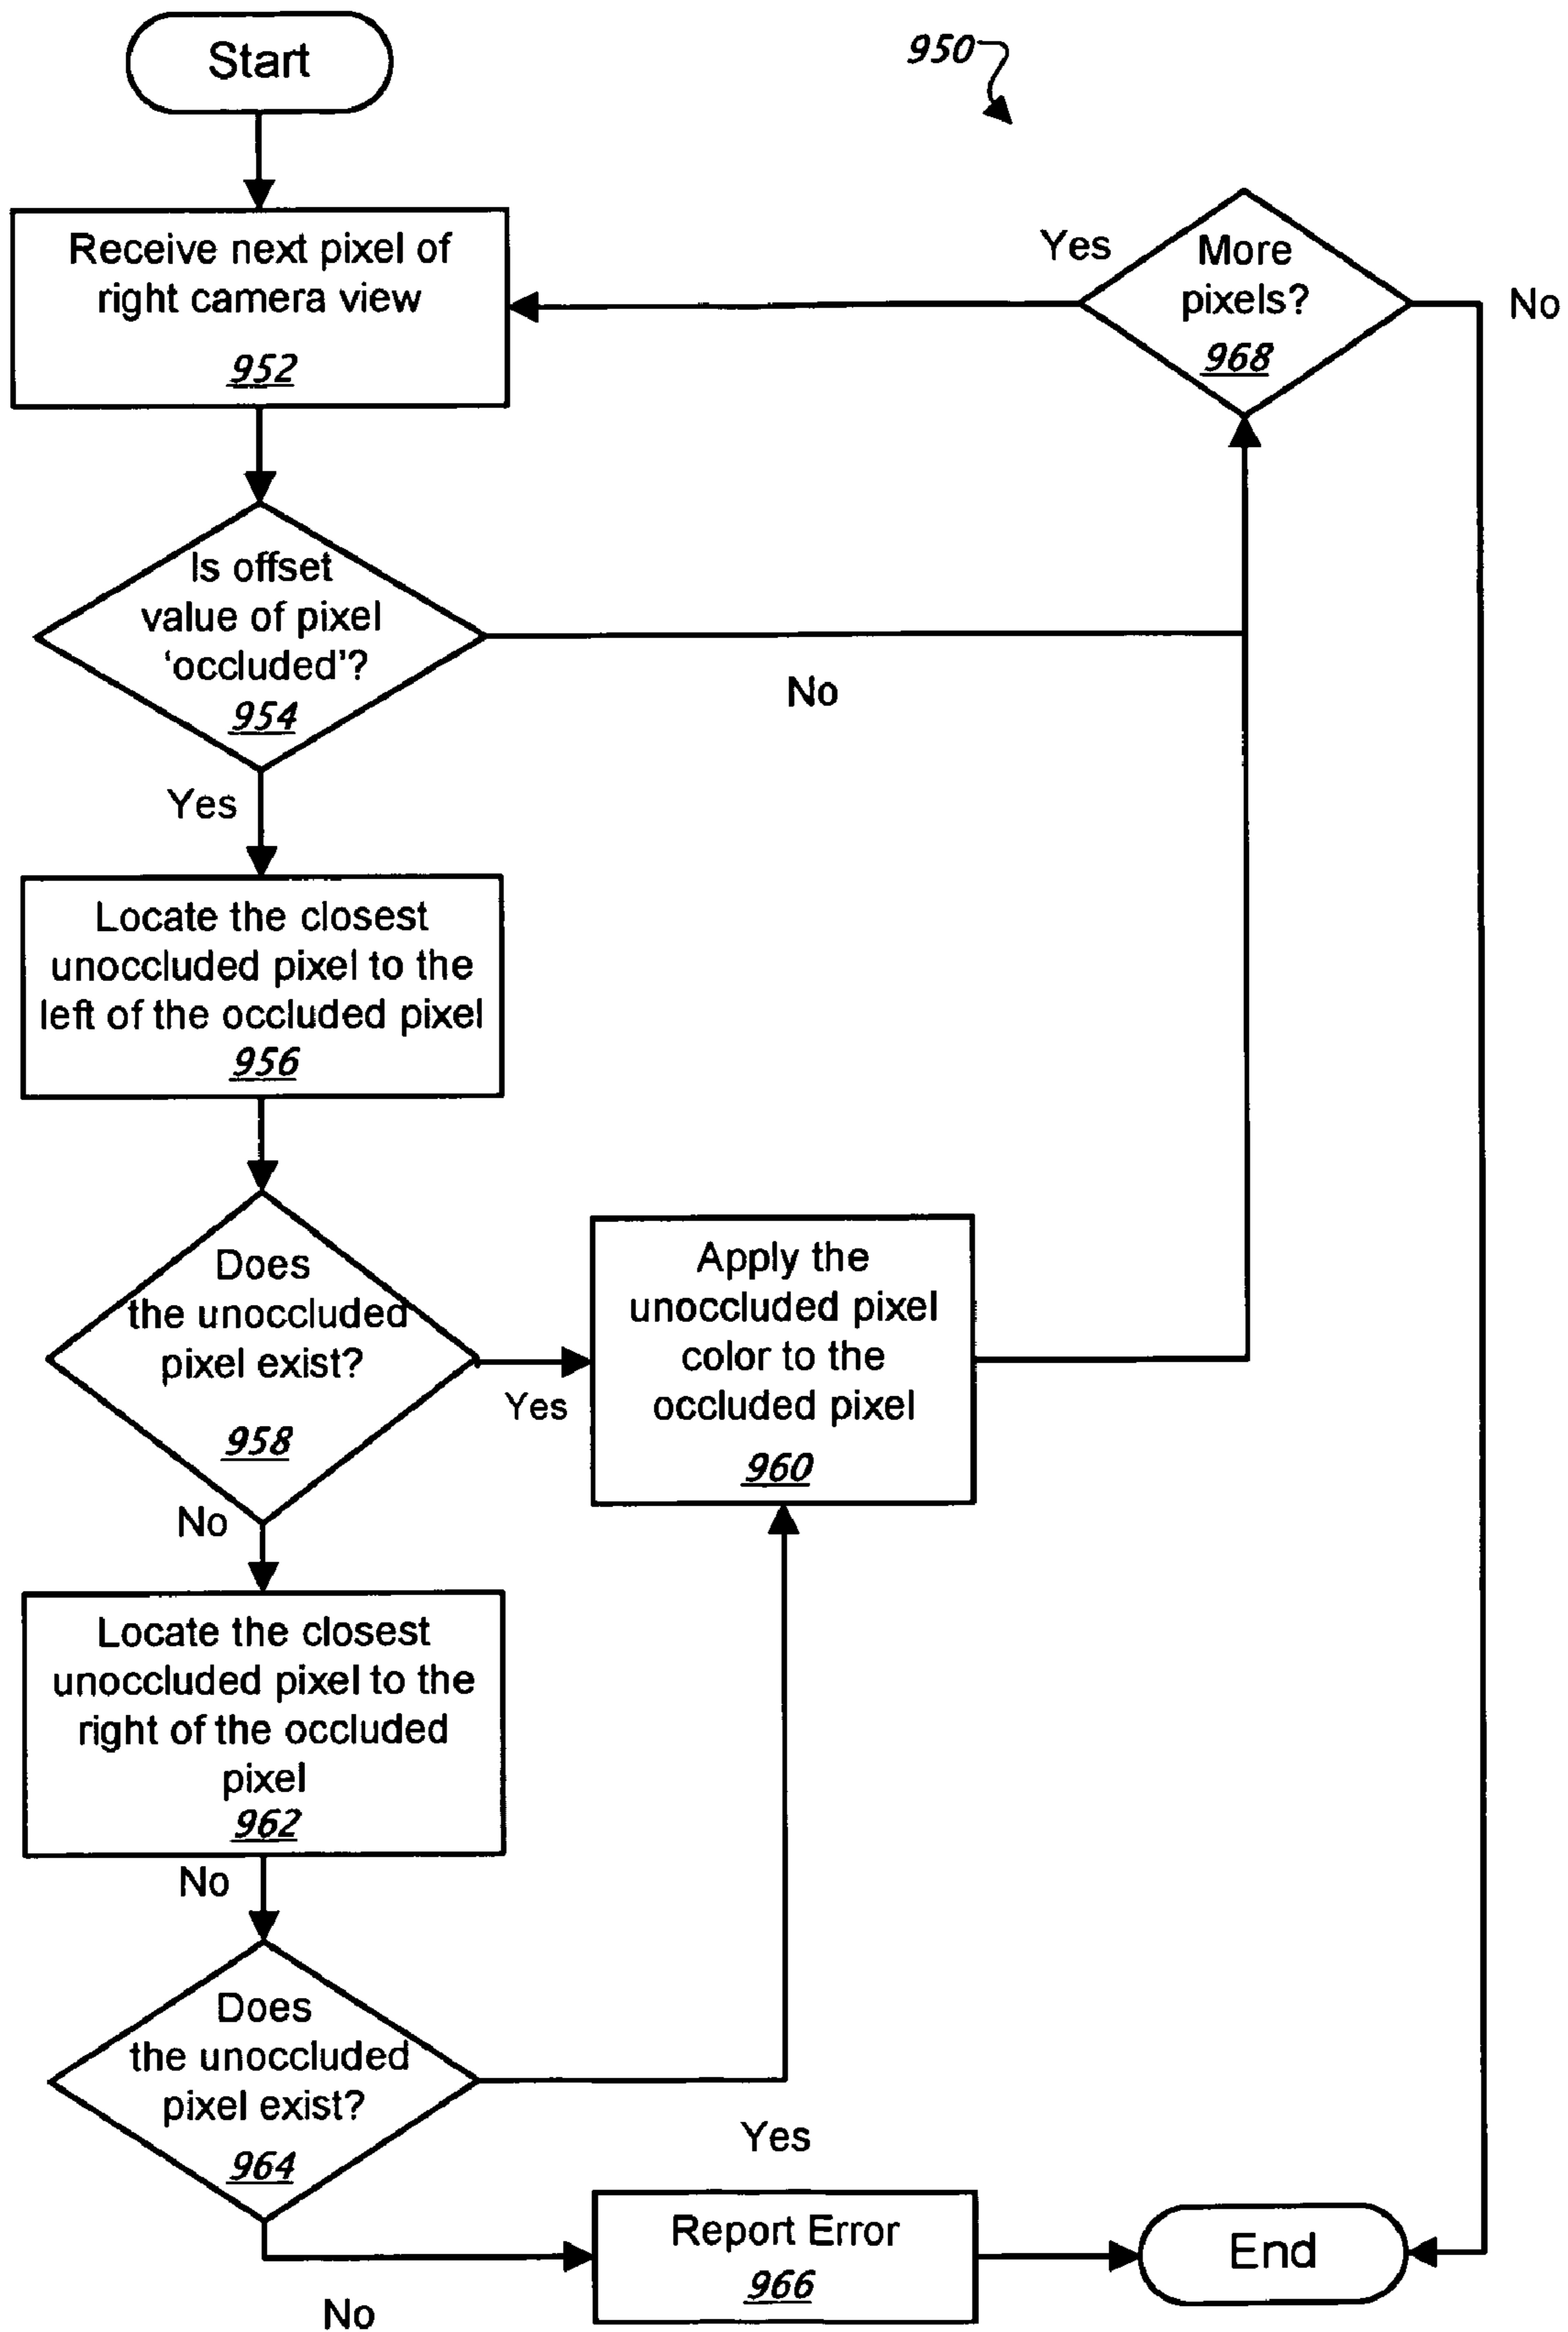 Start
950
Receive next pixel of
right camera view
952
Yes
More
pixels?
968
No
Is offset
value of pixel
‘occluded’?
954
No
Yes
Locate the closest
unoccluded pixel to the
left of the occluded pixel
956
Does
the unoccluded
pixel exist?
958
Yes
Apply the
unoccluded pixel
color to the
occluded pixel
960
No
Locate the closest
unoccluded pixel to the
right of the occluded
pixel
962
No
Does
the unoccluded
pixel exist?
964
Yes
No
Report Error
966
End